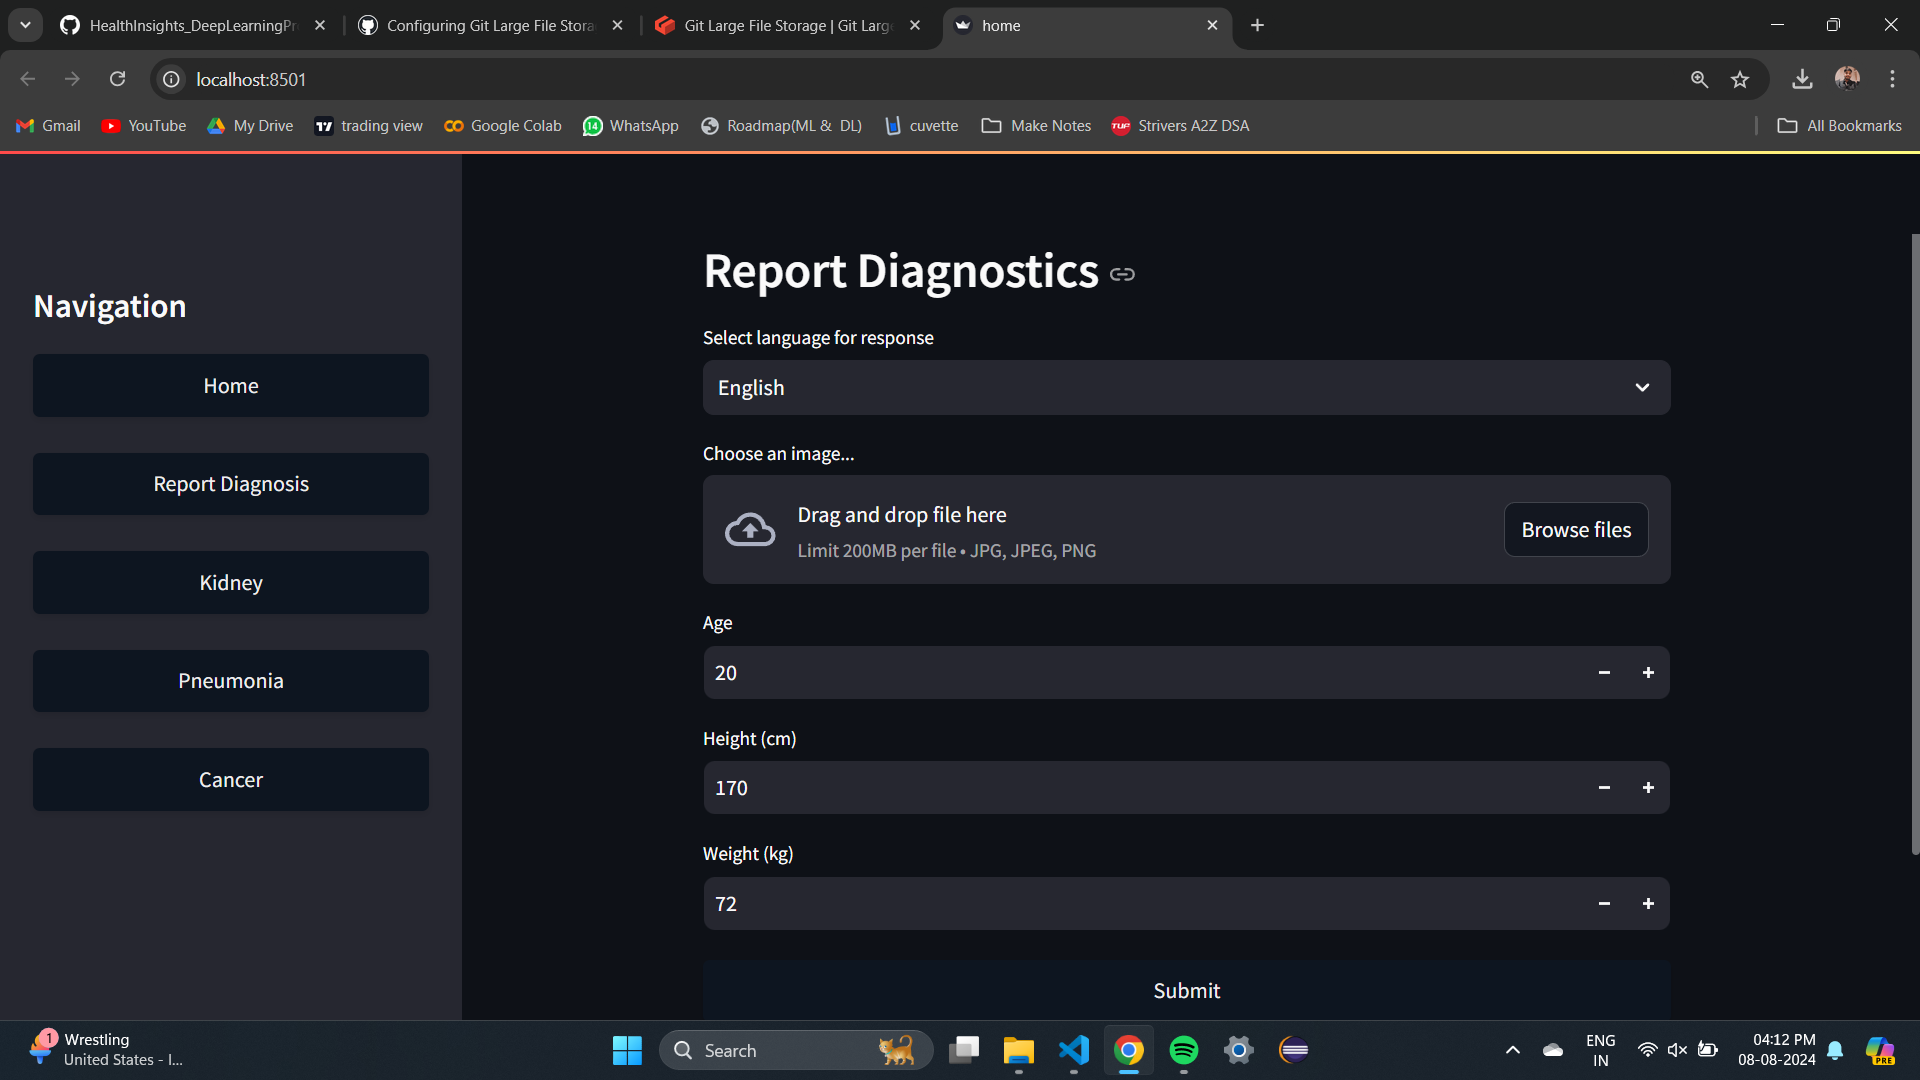 HealthInsights_DeepLearningPr
Configuring Git Large File Stora
Git Large File Storage | Git Large
home
localhost:8501
Gmail
YouTube
My Drive
trading view
Google Colab
14
WhatsApp
Roadmap(ML & DL)
cuvette
Make Notes
TUF
Strivers A2Z DSA
All Bookmarks
Navigation
Home
Report Diagnosis
Kidney
Pneumonia
Cancer
Report Diagnostics
Select language for response
English
Choose an image...
Drag and drop file here
Limit 200MB per file • JPG, JPEG, PNG
Browse files
Age
20
Height (cm)
170
Weight (kg)
72
Submit
1
Wrestling
United States - I...
Search
ENG
IN
04:12 PM
08-08-2024
PRE